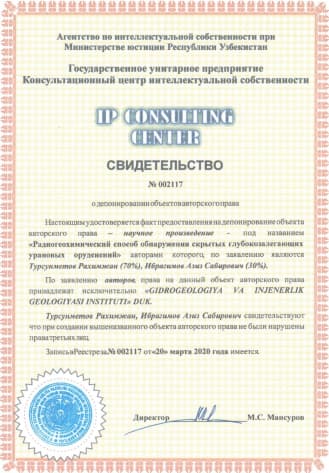 Агентство по интеллектуальной собственности при
Министерстве юстиции Республики Узбекистан
Государственное унитарное предприятие
Консультационный центр интеллектуальной собственности
IP CONSULTING
CENTER
СВИДЕТЕЛЬСТВО
№ 002117
о депонировании объекта авторского права
Настоящим удостоверяется факт предоставления на депонирование объекта
авторского права – научное произведение - под названием
«Радиогеохимический способ обнаружения скрытых глубокозалегающих
урановых оруденений» авторами которого, по заявлению являются
Турсунметов Рахимжан (70%), Ибрагимов Азиз Сабирович (30%).
По заявлению авторов, права на данный объект авторского права
принадлежат исключительно «GIDROGEOLOGIYA VA INJENERLIK
GEOLOGIYASI INSTITUTI» DUK.
Турсунметов Рахимжан, Ибрагимов Азиз Сабирович свидетельствуют
что при создании вышеназванного объекта авторского права не были нарушены
права третьих лиц.
Запись в Реестре за № 002117 от «20» марта 2020 года имеется.
Директор М.С. Мансуров